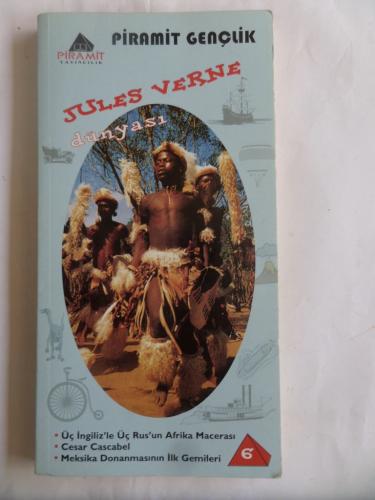 PİRAMİT
YAYINCILIK
PİRAMİT GENÇLİK
JULES VERNE
dünyası
• Üç İngiliz'le Üç Rus'un Afrika Macerası
• Cesar Cascabel
• Meksika Donanmasının İlk Gemileri
6